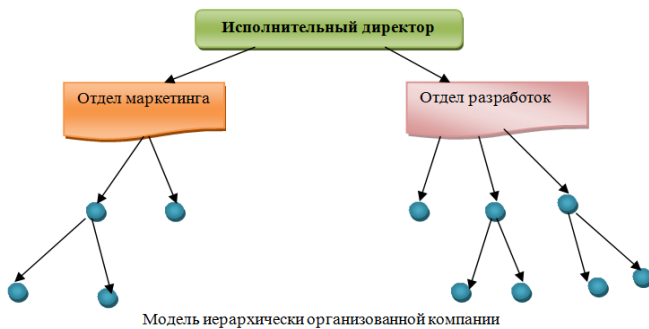 Исполнительный директор
Отдел маркетинга
Отдел разработок
Модель иерархически организованной компании